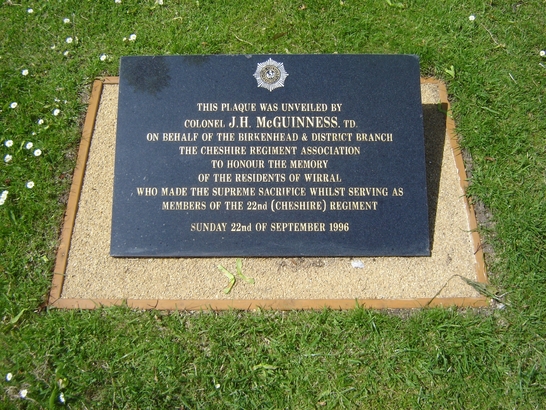 THIS PLAQUE WAS UNVEILED BY
COLONEL J.H. McGUINNESS. TD.
ON BEHALF OF THE BIRKENHEAD & DISTRICT BRANCH
THE CHESHIRE REGIMENT ASSOCIATION
TO HONOUR THE MEMORY
OF THE RESIDENTS OF WIRRAL
WHO MADE THE SUPREME SACRIFICE WHILST SERVING AS
MEMBERS OF THE 22nd (CHESHIRE) REGIMENT
SUNDAY 22nd OF SEPTEMBER 1996